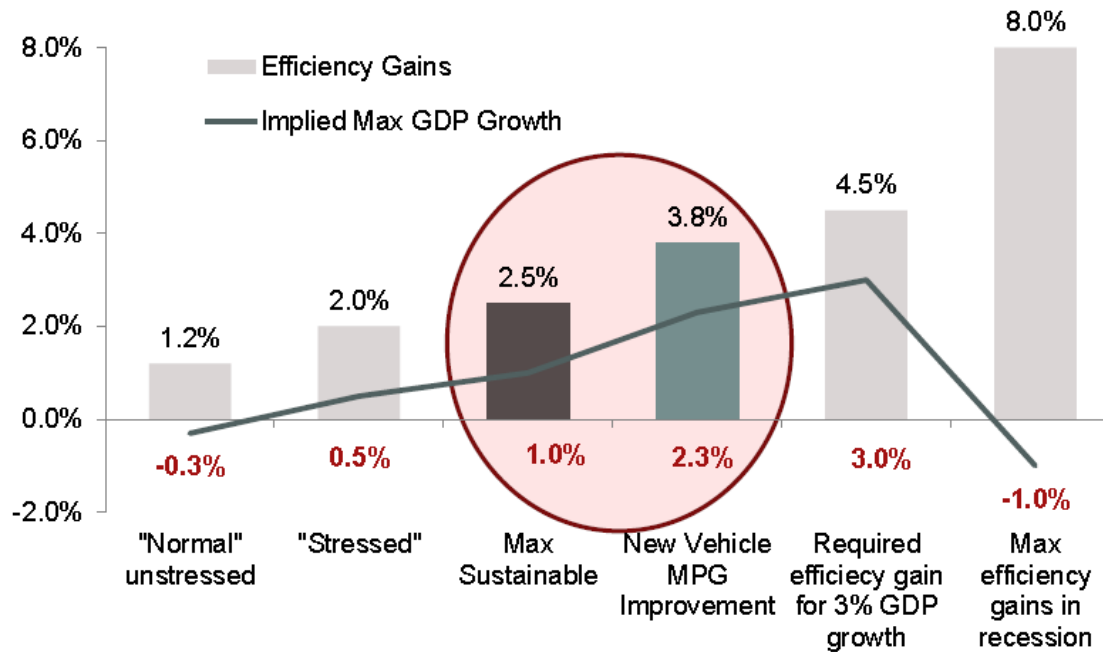 8.0%
8.0%
Efficiency Gains
Implied Max GDP Growth
6.0%
4.5%
4.0%
3.8%
2.5%
2.0%
2.0%
1.2%
0.0%
-0.3%
0.5%
1.0%
2.3%
3.0%
-1.0%
-2.0%
"Normal"
unstressed
"Stressed"
Max
Sustainable
New Vehicle
MPG
Improvement
Required
efficiecy gain
for 3% GDP
growth
Max
efficiency
gains in
recession